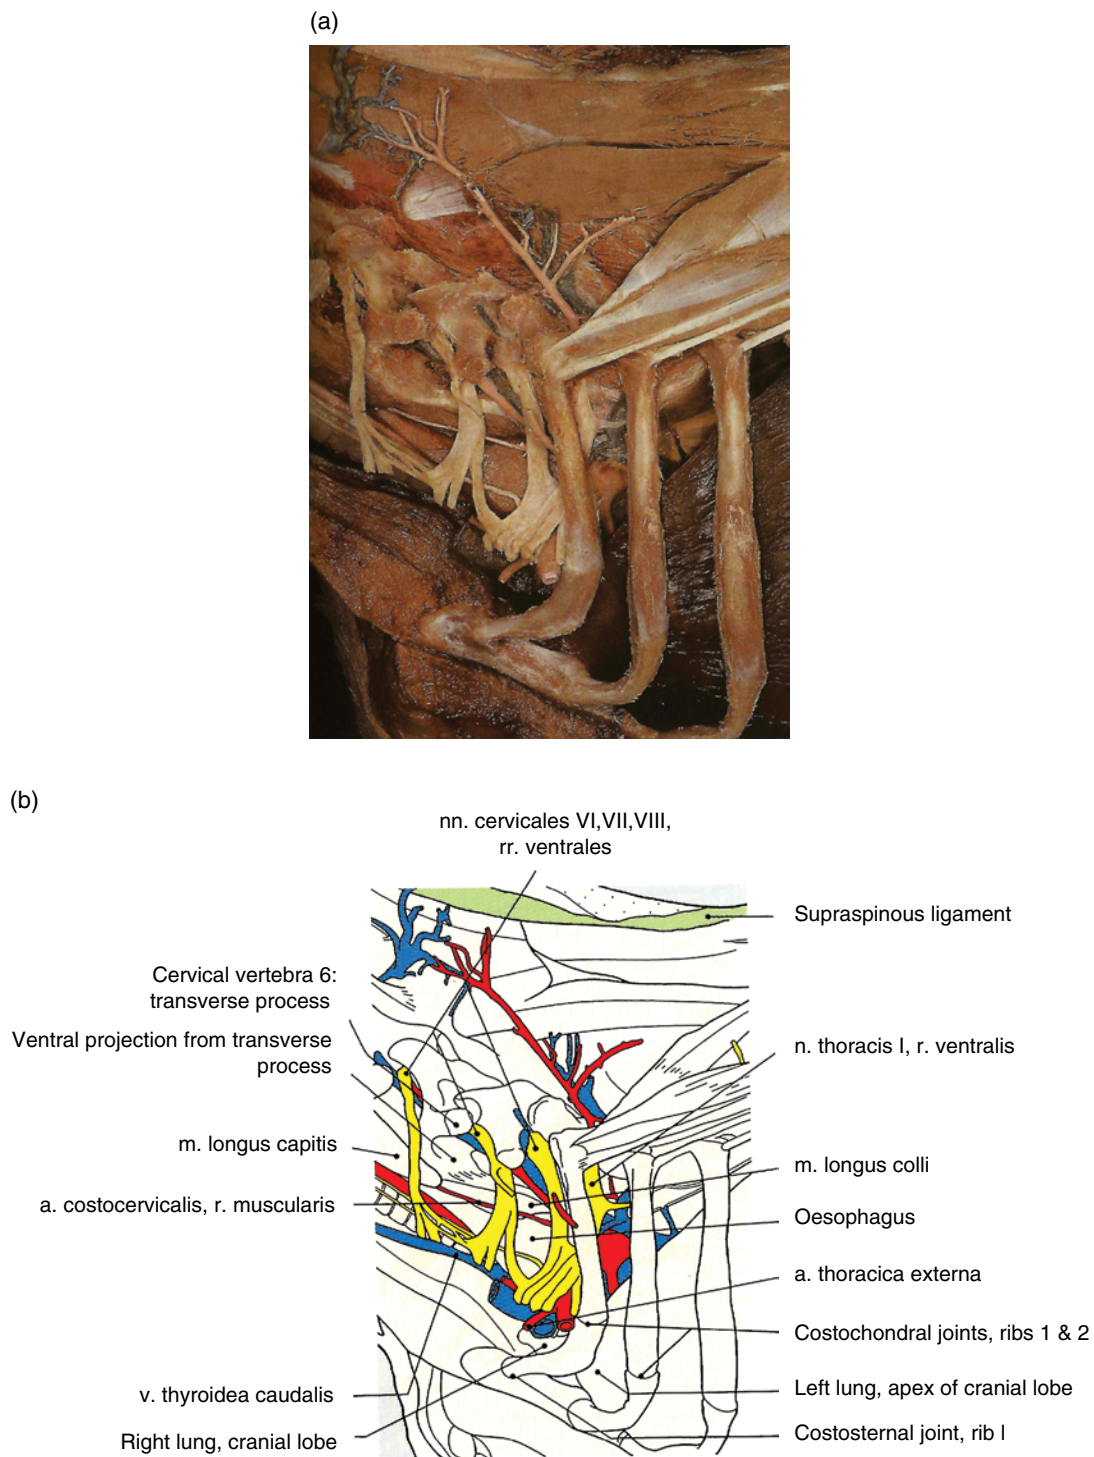 (a)
(b)
nn. cervicales VI,VII,VIII,
rr. ventrales
Supraspinous ligament
Cervical vertebra 6:
transverse process
Ventral projection from transverse
process
n. thoracis I, r. ventralis
m. longus capitis
m. longus colli
a. costocervicalis, r. muscularis
Oesophagus
a. thoracica externa
Costochondral joints, ribs 1 & 2
v. thyroidea caudalis
Left lung, apex of cranial lobe
Right lung, cranial lobe
Costosternal joint, rib I